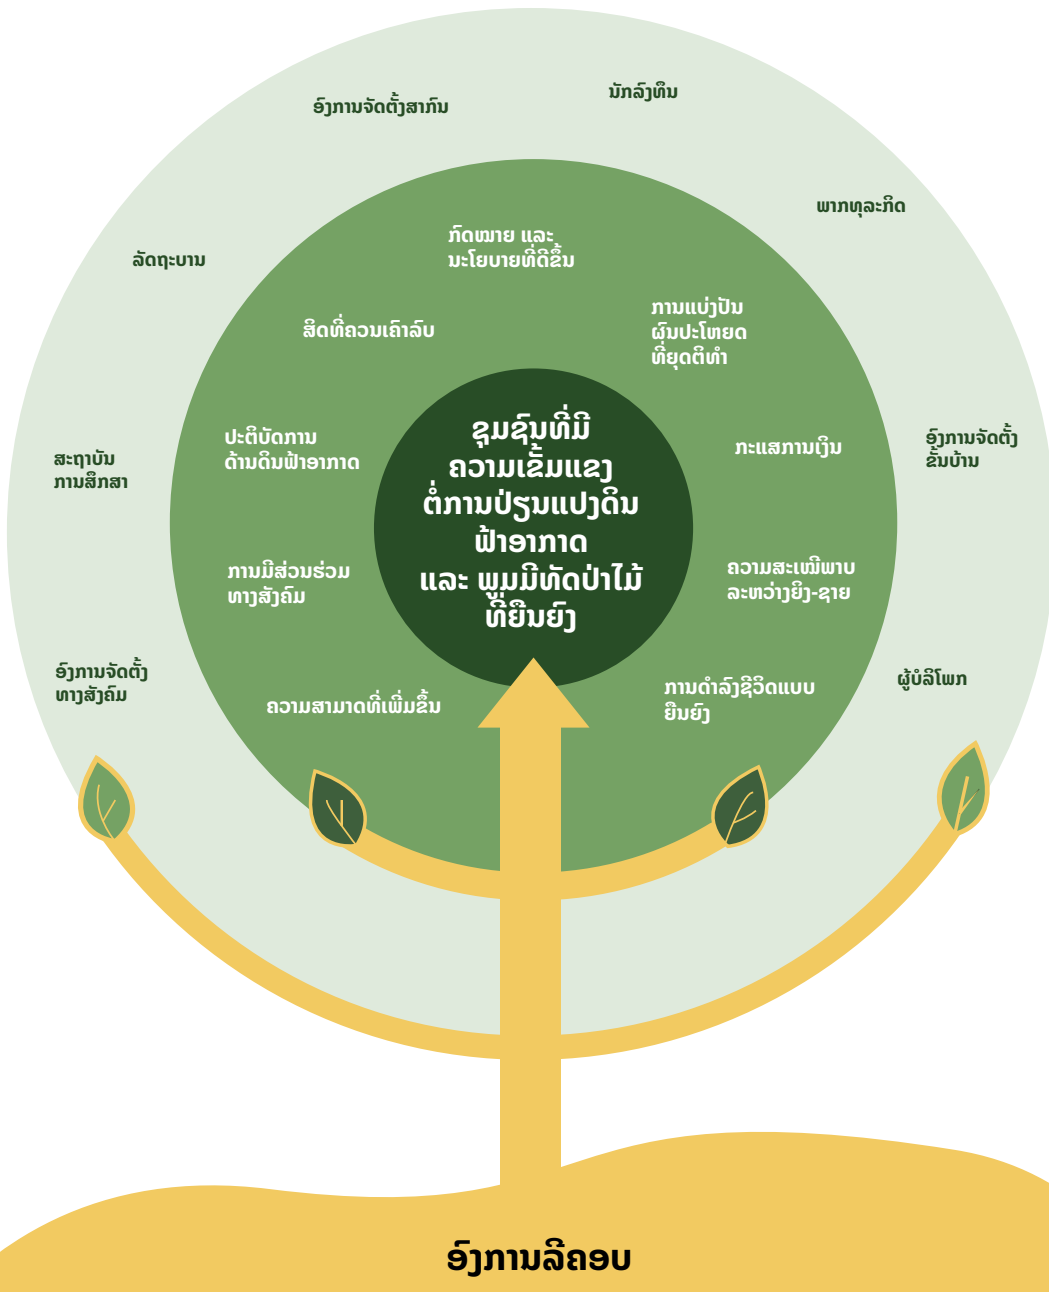 ອົງການຈັດຕັ້ງສາກົນ
ນັກລົງທຶນ
ພາກທຸລະກິດ
ລັດຖະບານ
ກົດໝາຍ ແລະ
ນະໂຍບາຍທີ່ດີຂຶ້ນ
ສິດທີ່ຄວນເຄົາລົບ
ການແບ່ງປັນ
ຜົນປະໂຫຍດ
ທີ່ຍຸດຕິທຳ
ປະຕິບັດການ
ດ້ານດິນຟ້າອາກາດ
ຊຸມຊົນທີ່ມີ
ຄວາມເຂັ້ມແຂງ
ຕໍ່ການປ່ຽນແປງດິນ
ຟ້າອາກາດ
ແລະ ພູມມີທັດປ່າໄມ້
ທີ່ຍືນຍົງ
ກະແສການເງິນ
ອົງການຈັດຕັ້ງ
ຂັ້ນບ້ານ
ສະຖາບັນ
ການສຶກສາ
ການມີສ່ວນຮ່ວມ
ທາງສັງຄົມ
ຄວາມສະເໝີພາບ
ລະຫວ່າງຍິງ-ຊາຍ
ອົງການຈັດຕັ້ງ
ທາງສັງຄົມ
ຄວາມສາມາດທີ່ເພີ່ມຂຶ້ນ
ການດຳລົງຊີວິດແບບ
ຍືນຍົງ
ຜູ້ບໍລິໂພກ
ອົງການລີຄອບ